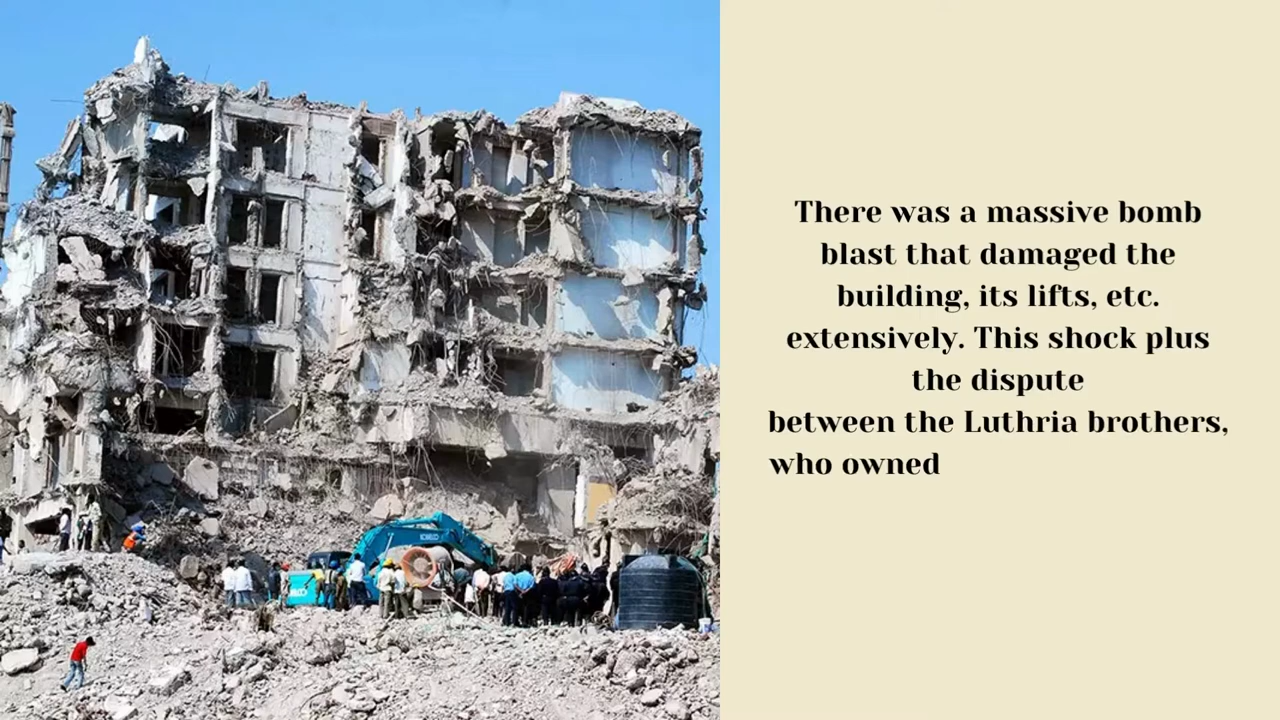 There was a massive bomb
blast that damaged the
building, its lifts, etc.
extensively. This shock plus
the dispute
between the Luthria brothers,
who owned
KOBELCO